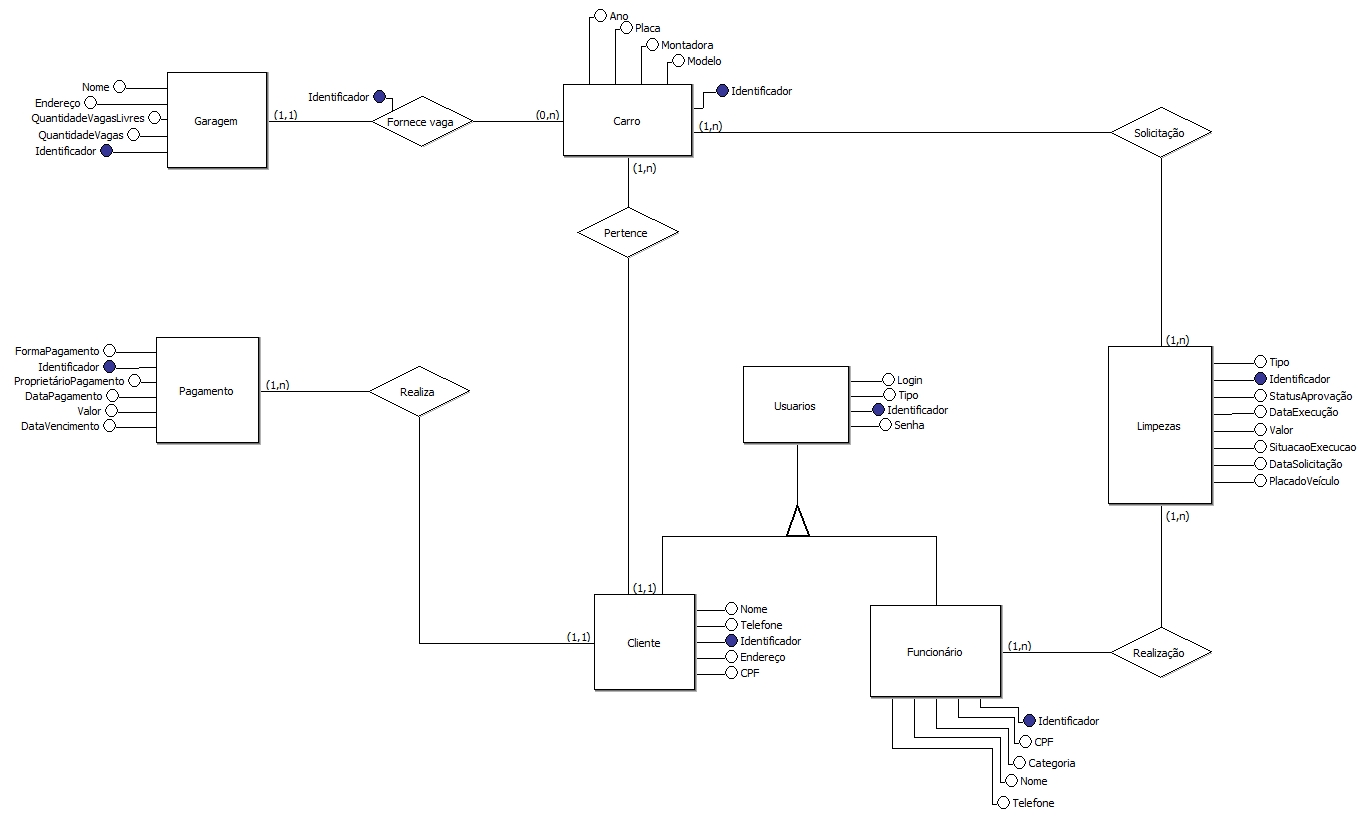 Ano
Placa
Montadora
Modelo
Identificador
Carro
(0,n)
(1,n)
(1,n)
Nome
Endereço
QuantidadeVagasLivres
QuantidadeVagas
Identificador
Garagem
(1,1)
Identificador
Fornece vaga
Solicitação
Pertence
FormaPagamento
Identificador
ProprietárioPagamento
DataPagamento
Valor
DataVencimento
Pagamento
(1,n)
Realiza
Usuarios
Login
Tipo
Identificador
Senha
(1,n)
Limpezas
Tipo
Identificador
StatusAprovação
DataExecução
Valor
SituacaoExecucao
DataSolicitação
PlacadoVeículo
(1,n)
(1,1)
(1,1)
Cliente
Nome
Telefone
Identificador
Endereço
CPF
Funcionário
(1,n)
Realização
Identificador
CPF
Categoria
Nome
Telefone